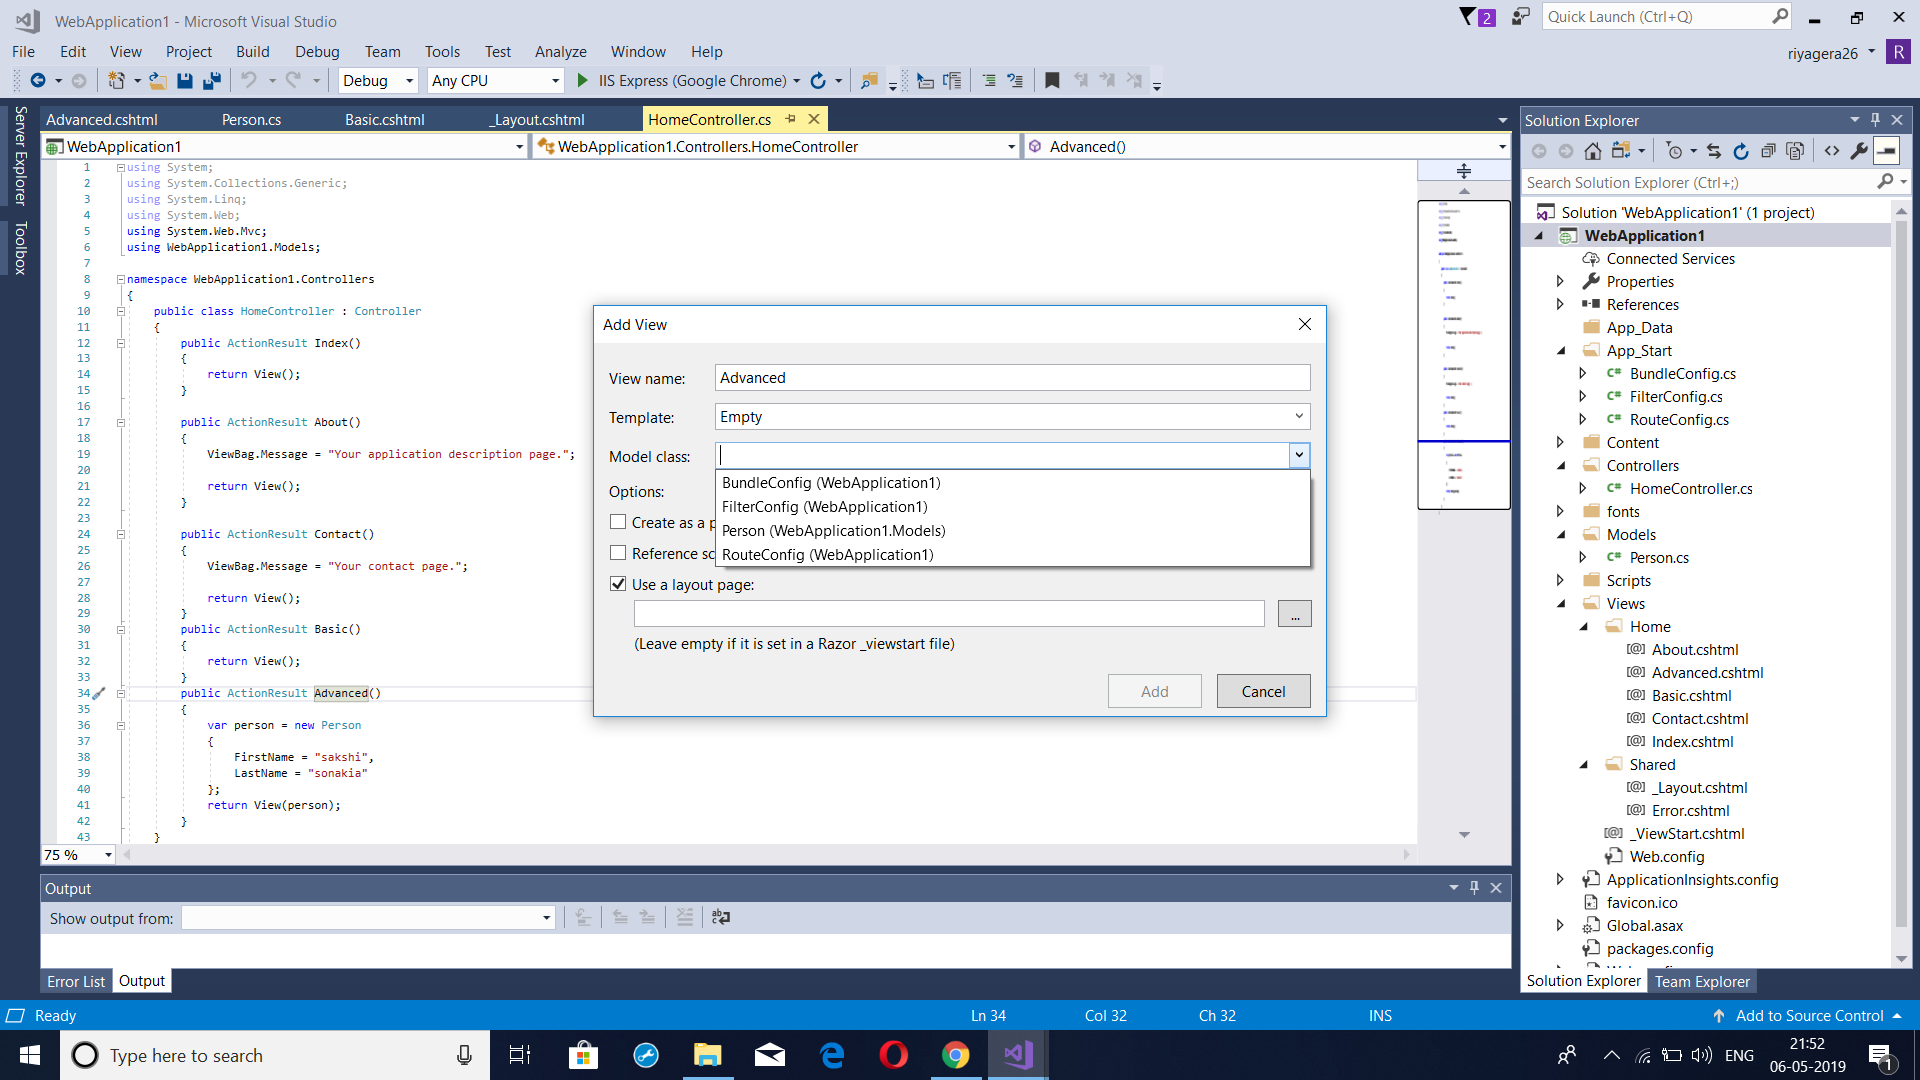 WebApplication1 - Microsoft Visual Studio
2
Quick Launch (Ctrl+Q)
File Edit View Project Build Debug Team Tools Test Analyze Window Help
riyagera26 R
Debug Any CPU IIS Express (Google Chrome)
Server Explorer
Toolbox
Advanced.cshtml Person.cs Basic.cshtml _Layout.cshtml HomeController.cs
WebApplication1 WebApplication1.Controllers.HomeController Advanced()
1 using System;
2 using System.Collections.Generic;
3 using System.Linq;
4 using System.Web;
5 using System.Web.Mvc;
6 using WebApplication1.Models;
7
8 namespace WebApplication1.Controllers
9 {
10 public class HomeController : Controller
11 {
12 public ActionResult Index()
13 {
14 return View();
15 }
16
17 public ActionResult About()
18 {
19 ViewBag.Message = "Your application description page.";
20
21 return View();
22 }
23
24 public ActionResult Contact()
25 {
26 ViewBag.Message = "Your contact page.";
27
28 return View();
29 }
30 public ActionResult Basic()
31 {
32 return View();
33 }
34 public ActionResult Advanced()
35 {
36 var person = new Person
37 {
38 FirstName = "sakshi",
39 LastName = "sonakia"
40 };
41 return View(person);
42 }
43 }
75 %
Add View
View name: Advanced
Template: Empty
Model class:
BundleConfig (WebApplication1)
FilterConfig (WebApplication1)
Person (WebApplication1.Models)
RouteConfig (WebApplication1)
Options:
Create as a
Reference
Use a layout page:
...
(Leave empty if it is set in a Razor _viewstart file)
Add Cancel
Solution Explorer
Search Solution Explorer (Ctrl+;)
Solution 'WebApplication1' (1 project)
WebApplication1
Connected Services
Properties
References
App_Data
App_Start
C# BundleConfig.cs
C# FilterConfig.cs
C# RouteConfig.cs
Content
Controllers
C# HomeController.cs
fonts
Models
C# Person.cs
Scripts
Views
Home
[@] About.cshtml
[@] Advanced.cshtml
[@] Basic.cshtml
[@] Contact.cshtml
[@] Index.cshtml
Shared
[@] _Layout.cshtml
[@] Error.cshtml
[@] _ViewStart.cshtml
Web.config
ApplicationInsights.config
favicon.ico
Global.asax
packages.config
Solution Explorer Team Explorer
Output
Show output from:
Error List Output
Ready Ln 34 Col 32 Ch 32 INS Add to Source Control
Type here to search
ENG
21:52
06-05-2019
1